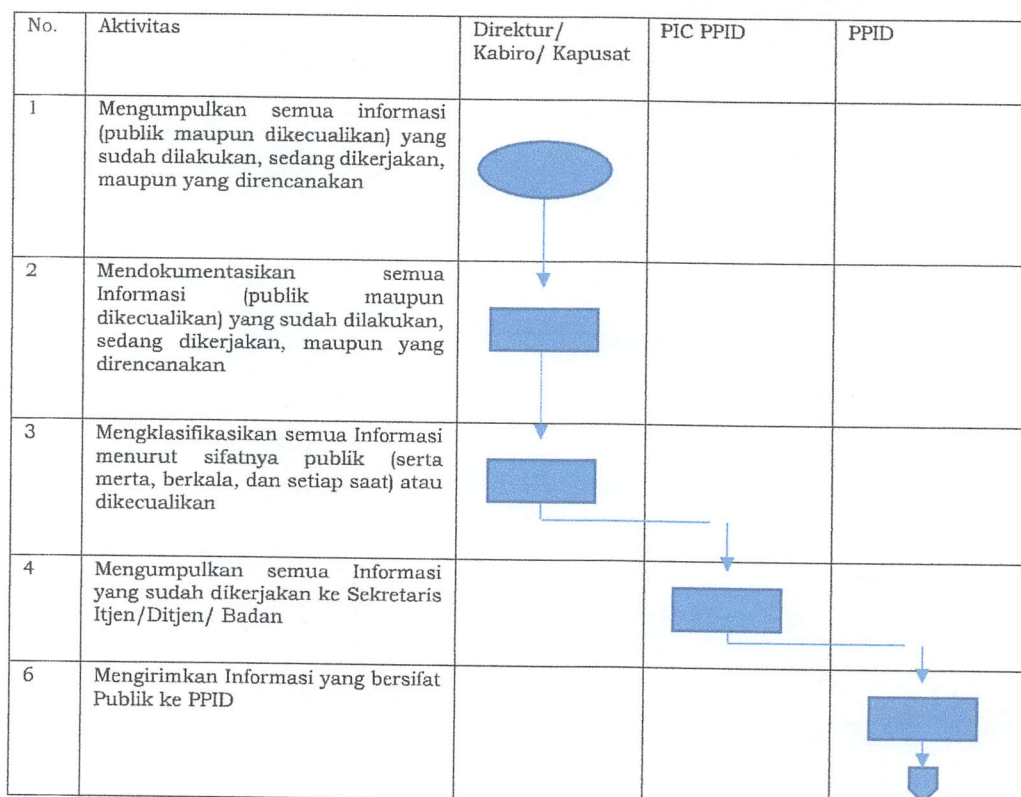 No. Aktivitas Direktur/ PIC PPID PPID
Kabiro/ Kapusat
1 Mengumpulkan semua informasi
(publik maupun dikecualikan) yang
sudah dilakukan, sedang dikerjakan,
maupun yang direncanakan
2 Mendokumentasikan semua
Informasi (publik maupun
dikecualikan) yang sudah dilakukan,
sedang dikerjakan, maupun yang
direncanakan
3 Mengklasifikasikan semua Informasi
menurut sifatnya publik (serta
merta, berkala, dan setiap saat) atau
dikecualikan
4 Mengumpulkan semua Informasi
yang sudah dikerjakan ke Sekretaris
Itjen/Ditjen/ Badan
6 Mengirimkan Informasi yang bersifat
Publik ke PPID